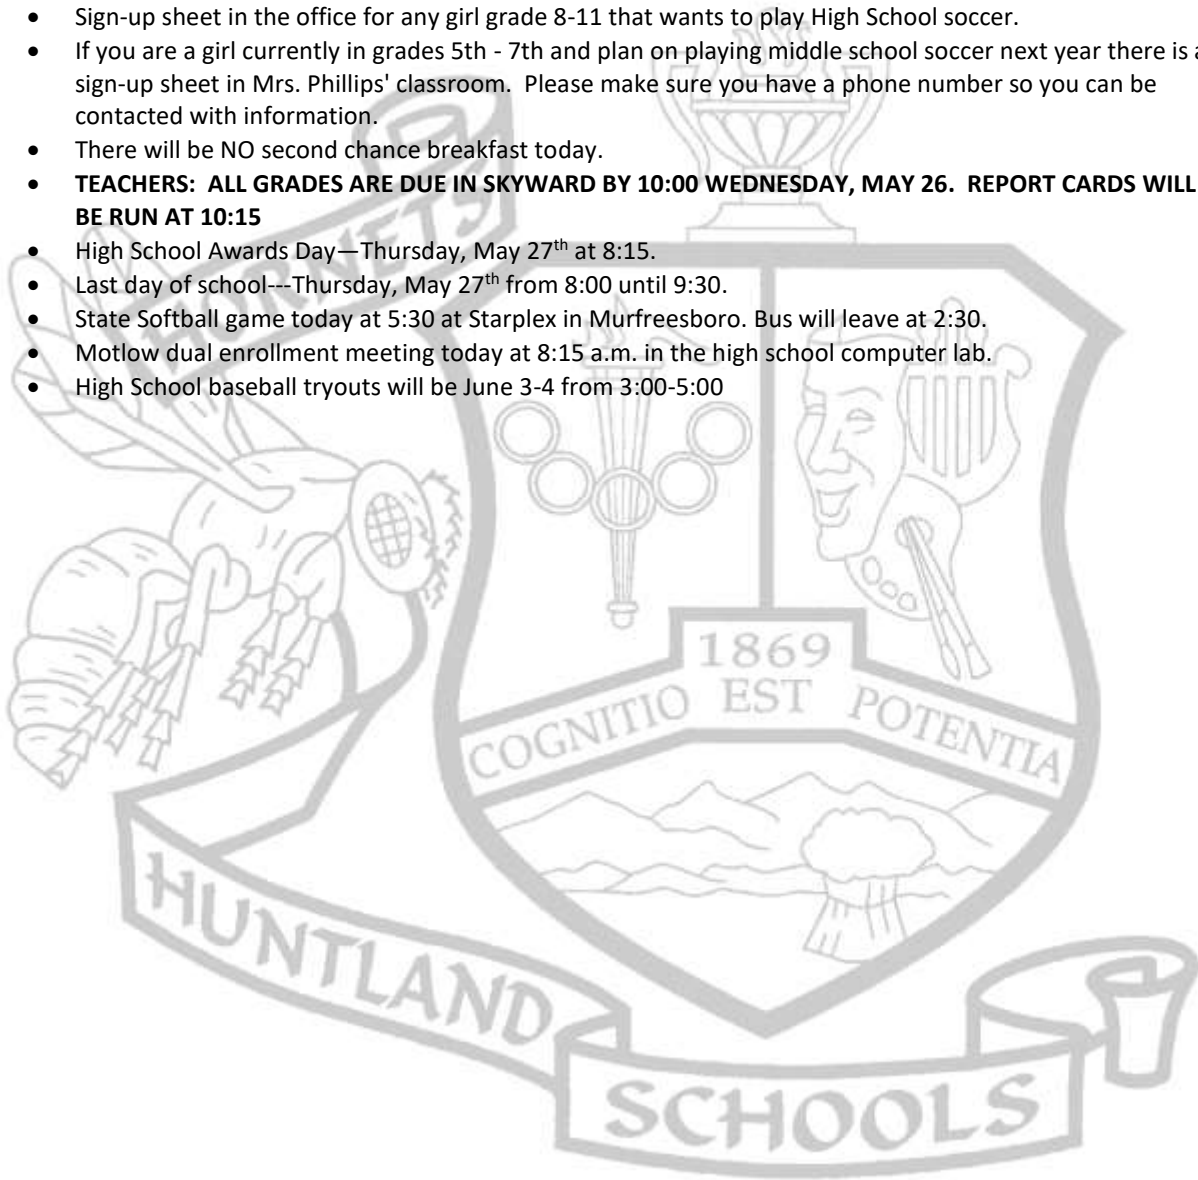 • Sign-up sheet in the office for any girl grade 8-11 that wants to play High School soccer.
• If you are a girl currently in grades 5th - 7th and plan on playing middle school soccer next year there is a
sign-up sheet in Mrs. Phillips' classroom.  Please make sure you have a phone number so you can be
contacted with information.
• There will be NO second chance breakfast today.
• TEACHERS:  ALL GRADES ARE DUE IN SKYWARD BY 10:00 WEDNESDAY, MAY 26.  REPORT CARDS WILL
BE RUN AT 10:15
• High School Awards Day—Thursday, May 27th at 8:15.
• Last day of school---Thursday, May 27th from 8:00 until 9:30.
• State Softball game today at 5:30 at Starplex in Murfreesboro. Bus will leave at 2:30.
• Motlow dual enrollment meeting today at 8:15 a.m. in the high school computer lab.
• High School baseball tryouts will be June 3-4 from 3:00-5:00
HORNETS
1869
COGNITIO EST POTENTIA
HUNTLAND
SCHOOLS